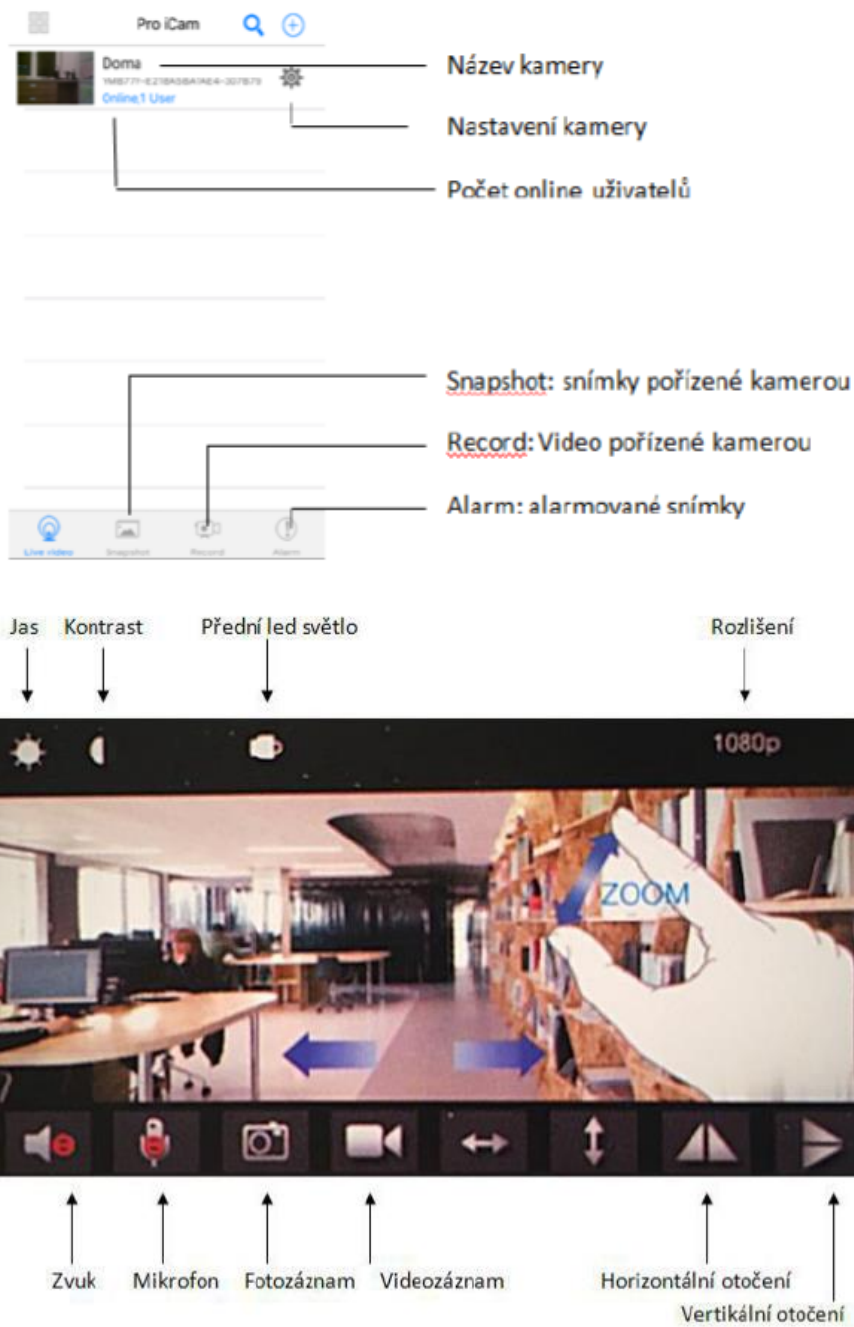 Pro iCam
Doma
Název kamery
Online,1 User
Nastavení kamery
Počet online uživatelů
Snapshot: snímky pořízené kamerou
Record: Video pořízené kamerou
Alarm: alarmované snímky
Live video Snapshot Record Alarm
Jas Kontrast Přední led světlo Rozlišení
1080p
ZOOM
Zvuk Mikrofon Fotozáznam Videozáznam Horizontální otočení
Vertikální otočení